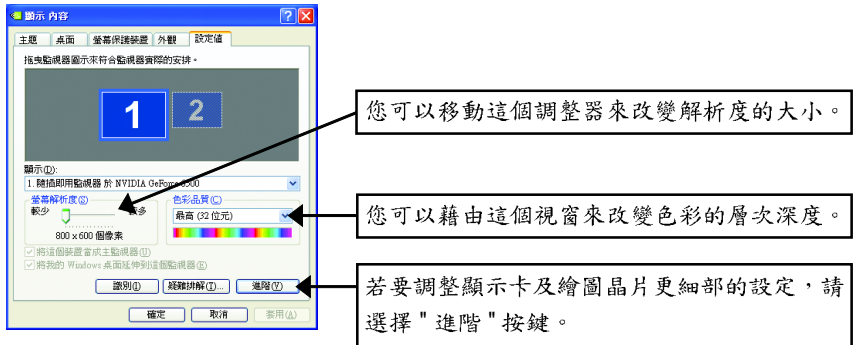 顯示 內容
主題 桌面 螢幕保護裝置 外觀 設定值
拖曳監視器圖示來符合監視器實際的安排。
1 2
您可以移動這個調整器來改變解析度的大小。
顯示(D):
1. 隨插即用監視器 於 NVIDIA GeForce 6500
螢幕解析度(S)
較少 較多
800 x 600 個像素
色彩品質(C)
最高 (32 位元)
您可以藉由這個視窗來改變色彩的層次深度。
將這個裝置當成主監視器(U)
將我的 Windows 桌面延伸到這個監視器(E)
識別(I) 疑難排解(T)... 進階(V)
若要調整顯示卡及繪圖晶片更細部的設定，請
選擇 " 進階 " 按鍵。
確定 取消 套用(A)